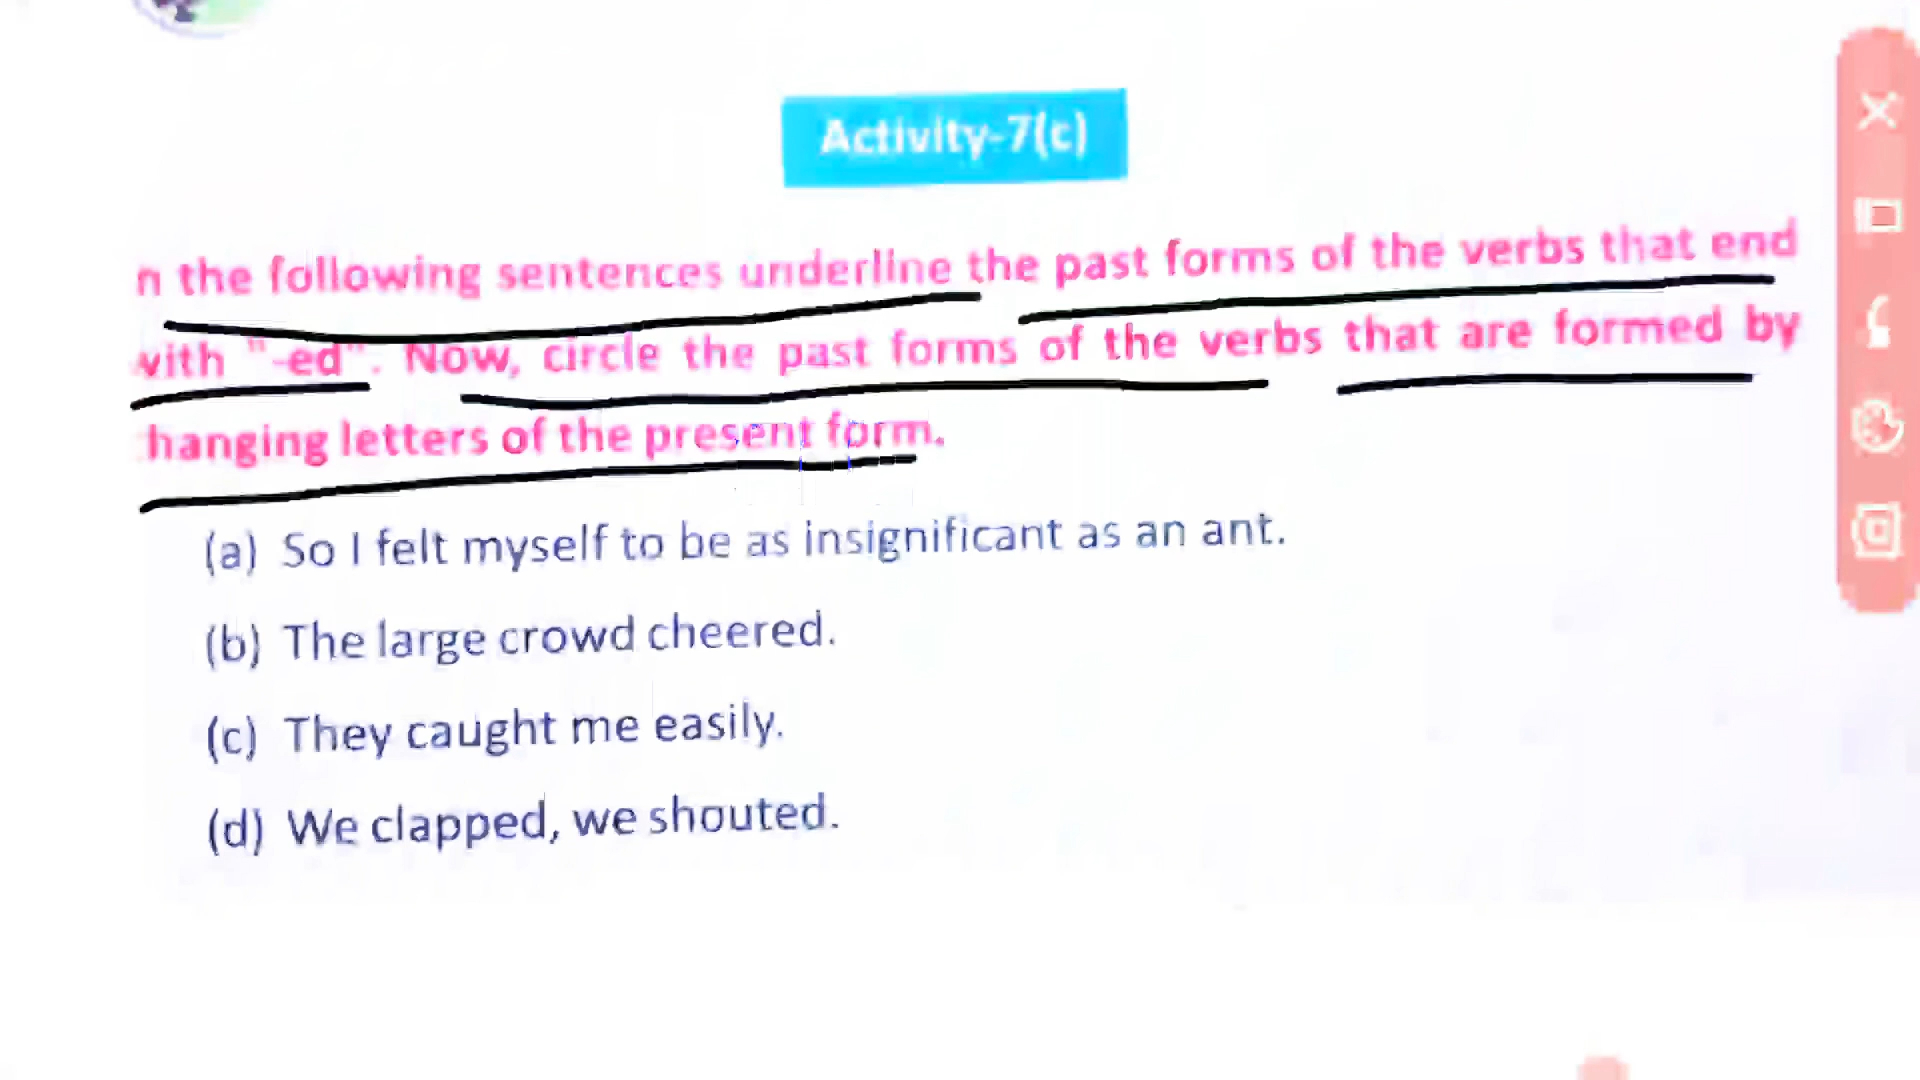 Activity-7(c)
n the following sentences underline the past forms of the verbs that end
with "-ed". Now, circle the past forms of the verbs that are formed by
hanging letters of the present form.
(a) So I felt myself to be as insignificant as an ant.
(b) The large crowd cheered.
(c) They caught me easily.
(d) We clapped, we shouted.